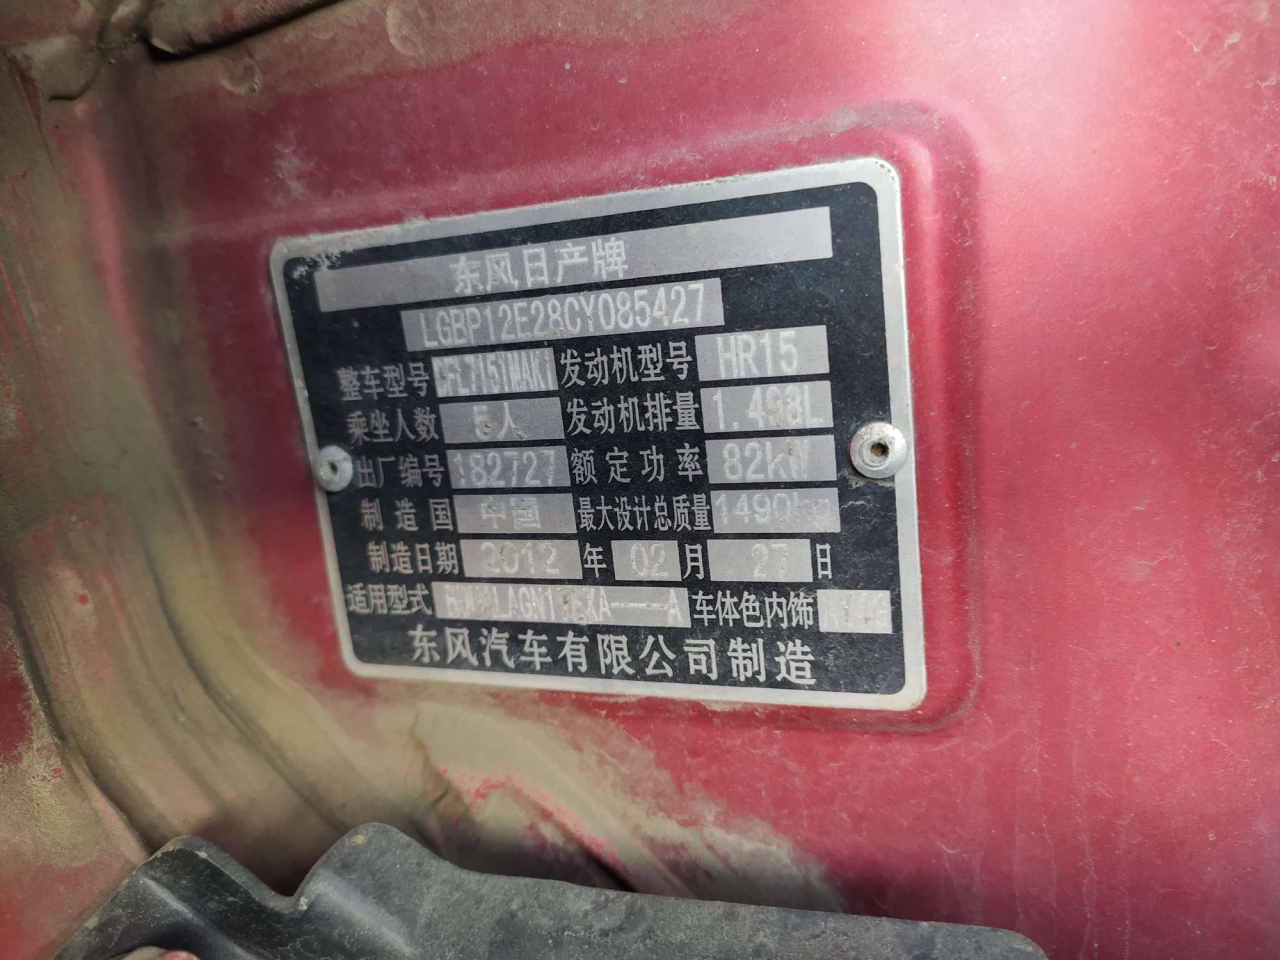 东风日产牌
LGBP12E28CY085427
整车型号 DFL7151MAK1 发动机型号 HR15
乘坐人数 5人 发动机排量 1.498L
出厂编号 182727 额定功率 82kW
制造国 中国 最大设计总质量 1490kg
制造日期 2012 年 02 月 27 日
适用型式 车体色内饰
东风汽车有限公司制造